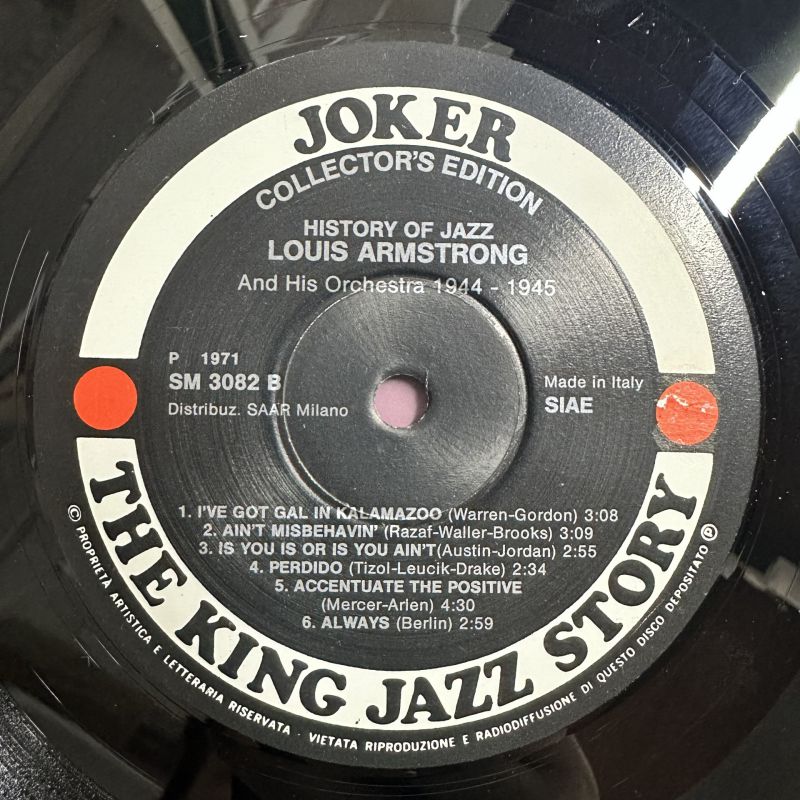 JOKER
COLLECTOR'S EDITION
HISTORY OF JAZZ
LOUIS ARMSTRONG
And His Orchestra 1944 - 1945
P 1971
SM 3082 B
Distribuz. SAAR Milano
Made in Italy
SIAE
1. I'VE GOT GAL IN KALAMAZOO (Warren-Gordon) 3:08
2. AIN'T MISBEHAVIN' (Razaf-Waller-Brooks) 3:09
3. IS YOU IS OR IS YOU AIN'T(Austin-Jordan) 2:55
4. PERDIDO (Tizol-Leucik-Drake) 2:34
5. ACCENTUATE THE POSITIVE
(Mercer-Arlen) 4:30
6. ALWAYS (Berlin) 2:59
THE KING JAZZ STORY
© PROPRIETÀ ARTISTICA E LETTERARIA RISERVATA · VIETATA RIPRODUZIONE E RADIODIFFUSIONE DI QUESTO DISCO DEPOSITATO ℗